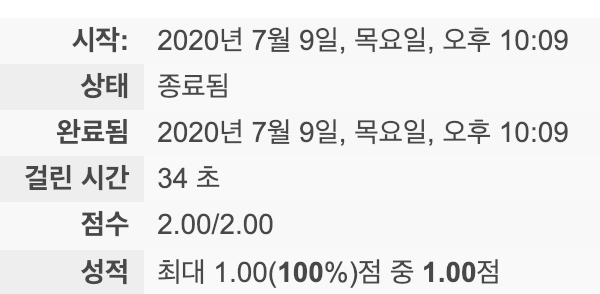 시작: 2020년 7월 9일, 목요일, 오후 10:09
상태 종료됨
완료됨 2020년 7월 9일, 목요일, 오후 10:09
걸린 시간 34 초
점수 2.00/2.00
성적 최대 1.00(100%)점 중 1.00점